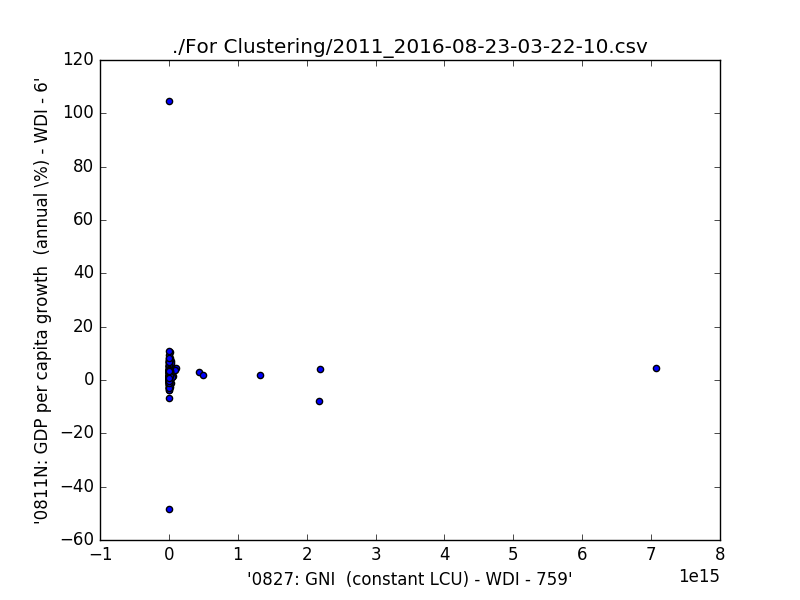 ./For Clustering/2011_2016-08-23-03-22-10.csv
120
100
80
60
40
20
0
−20
−40
−60
'0811N: GDP per capita growth  (annual \%) - WDI - 6'
−1 0 1 2 3 4 5 6 7 8
1e15
'0827: GNI  (constant LCU) - WDI - 759'